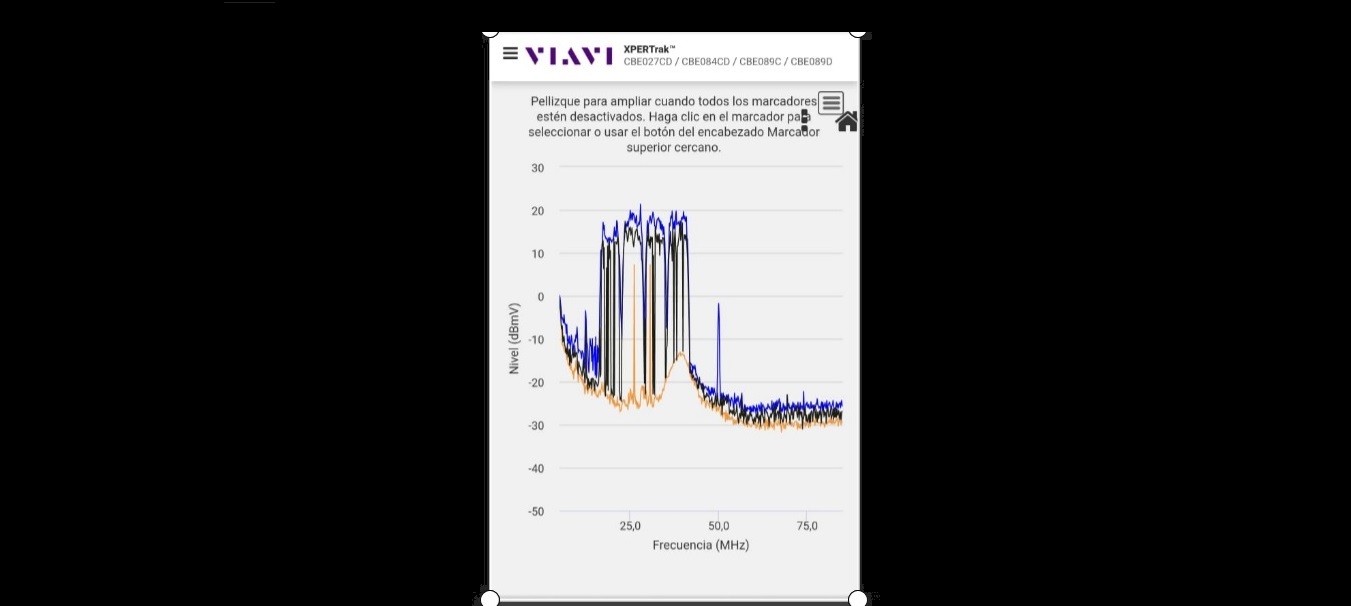 VIAVI
XPERTrak™
CBE027CD / CBE084CD / CBE089C / CBE089D
Pellizque para ampliar cuando todos los marcadores
estén desactivados. Haga clic en el marcador para
seleccionar o usar el botón del encabezado Marcador
superior cercano.
30
20
10
0
-10
-20
-30
-40
-50
Nivel (dBmV)
25,0 50,0 75,0
Frecuencia (MHz)